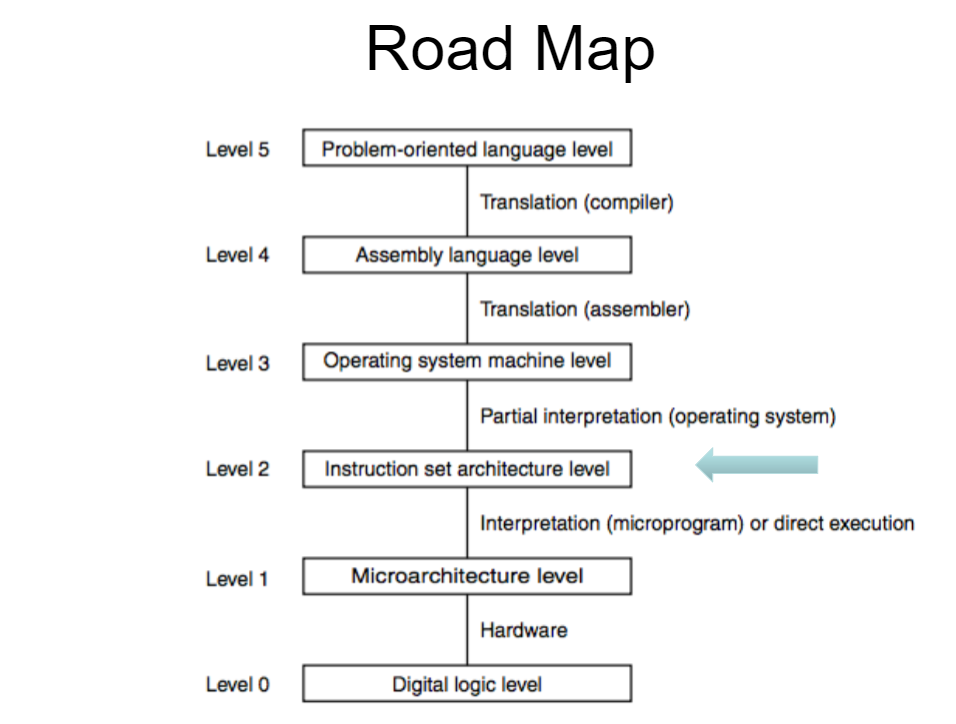 Road Map
Level 5 Problem-oriented language level
Translation (compiler)
Level 4 Assembly language level
Translation (assembler)
Level 3 Operating system machine level
Partial interpretation (operating system)
Level 2 Instruction set architecture level
Interpretation (microprogram) or direct execution
Level 1 Microarchitecture level
Hardware
Level 0 Digital logic level